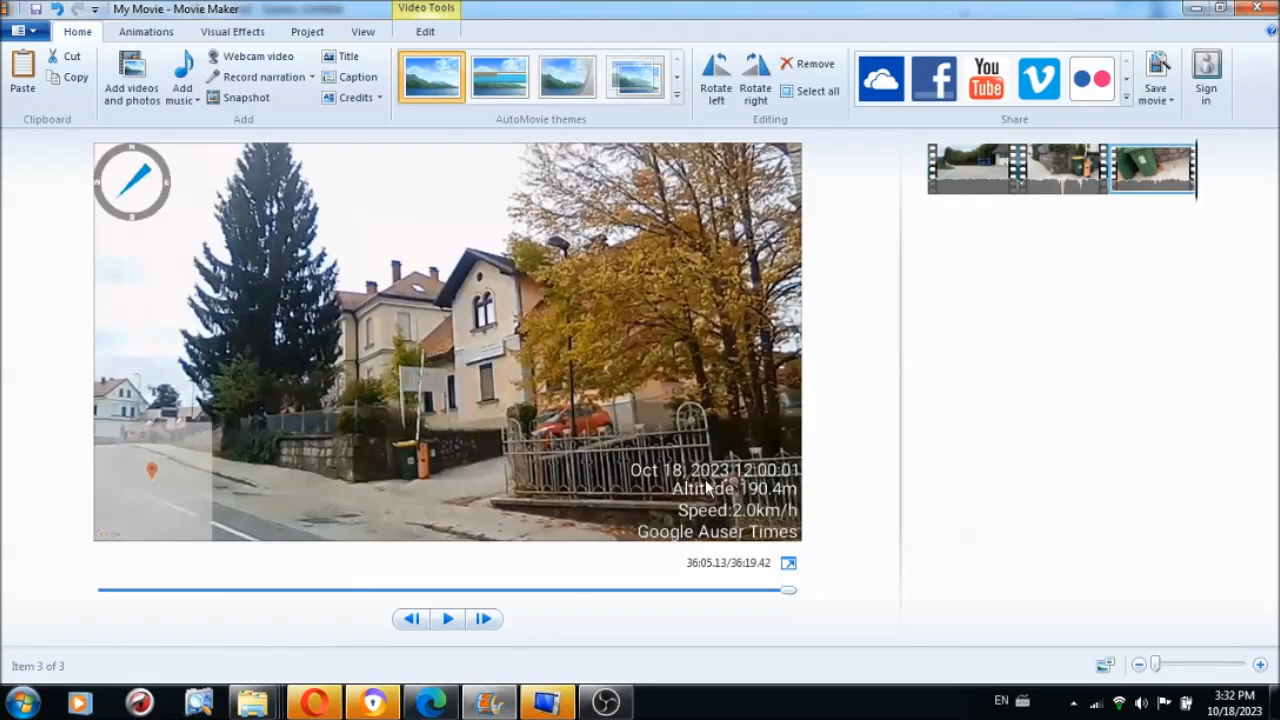 My Movie - Movie Maker
Video Tools
Home
Animations
Visual Effects
Project
View
Edit
Paste
Cut
Copy
Clipboard
Add videos
and photos
Add
music
Webcam video
Record narration
Snapshot
Title
Caption
Credits
Add
AutoMovie themes
Rotate
left
Rotate
right
Remove
Select all
Editing
You
Tube
Share
Save
movie
Sign
in
N
Oct 18, 2023 12:00:01
Altitude 190.4m
Speed:2.0km/h
Google Auser Times
36:05.13/36:19.42
Item 3 of 3
EN
3:32 PM
10/18/2023